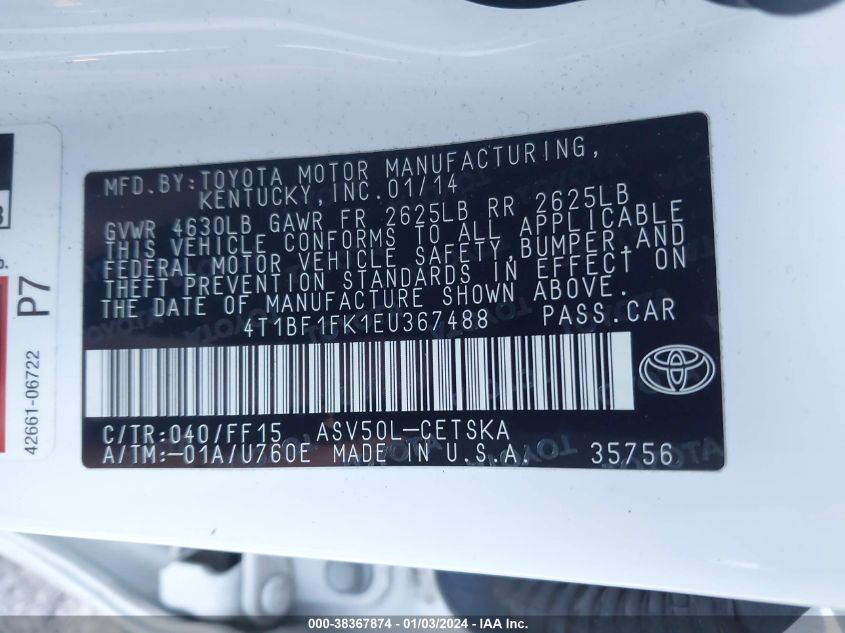 MFD.BY:TOYOTA MOTOR MANUFACTURING,
KENTUCKY,INC.01/14
GVWR 4630LB GAWR FR 2625LB RR 2625LB
THIS VEHICLE CONFORMS TO ALL APPLICABLE
FEDERAL MOTOR VEHICLE SAFETY,BUMPER,AND
THEFT PREVENTION STANDARDS IN EFFECT ON
THE DATE OF MANUFACTURE SHOWN ABOVE.
4T1BF1FK1EU367488 PASS.CAR
C/TR:040/FF15 ASV50L-CETSKA
A/TM:-01A/U760E MADE IN U.S.A. 35756
P7
42661-06722
000-38367874 - 01/03/2024 - IAA Inc.